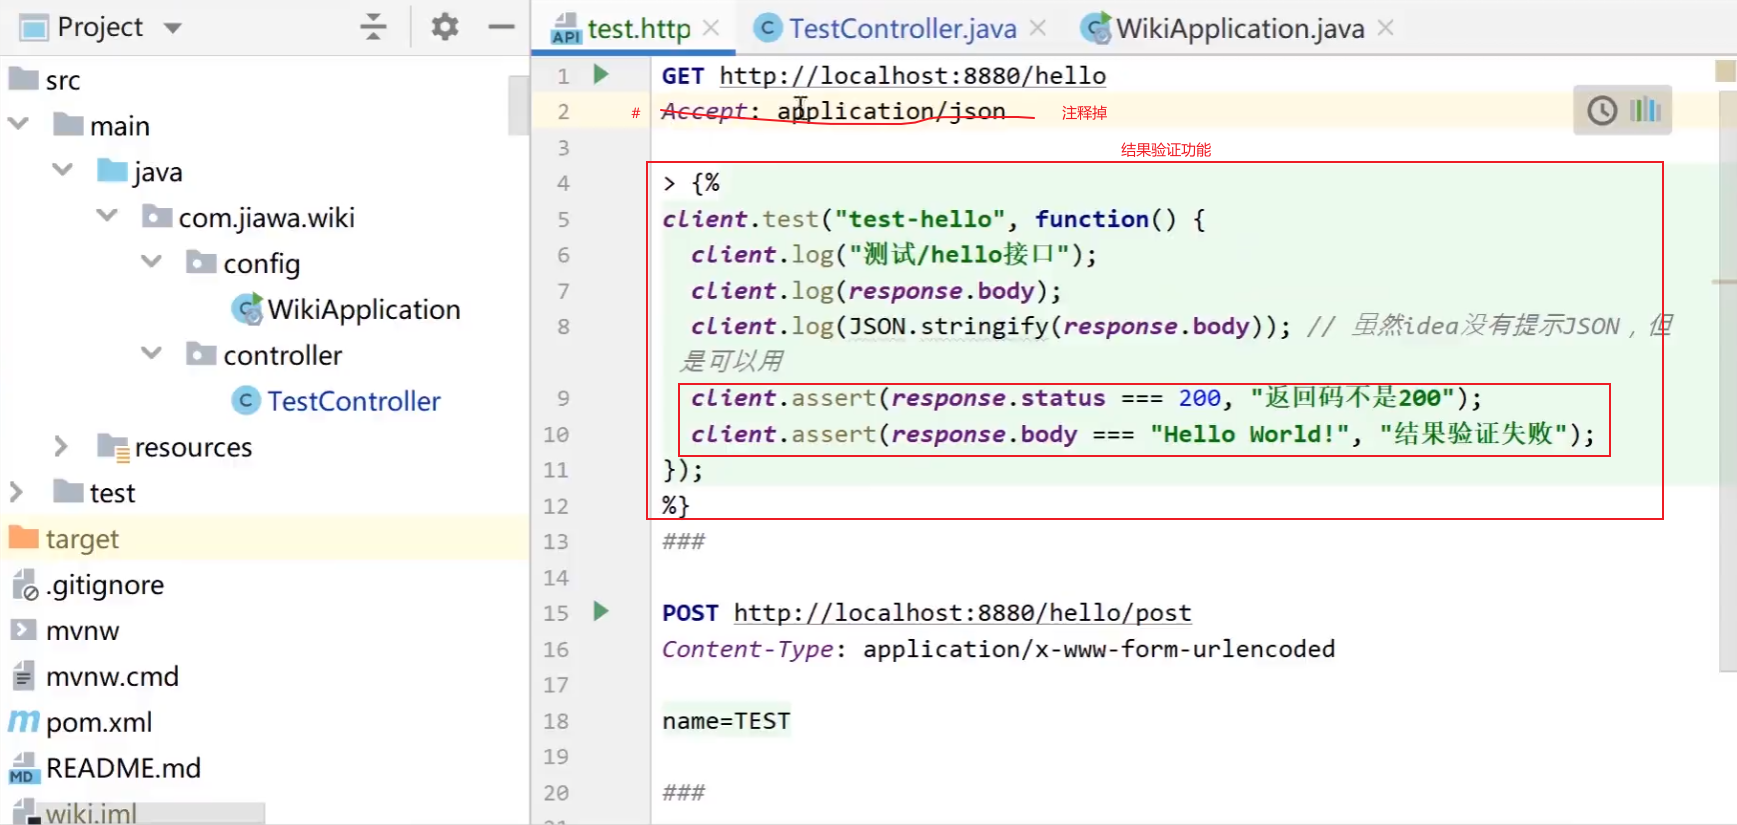 Project
test.http
TestController.java
WikiApplication.java
src
main
java
com.jiawa.wiki
config
WikiApplication
controller
TestController
resources
test
target
.gitignore
mvnw
mvnw.cmd
pom.xml
README.md
wiki.iml
1 GET http://localhost:8880/hello
2 # Accept: application/json 注释掉
3 结果验证功能
4 > {%
5 client.test("test-hello", function() {
6 client.log("测试/hello接口");
7 client.log(response.body);
8 client.log(JSON.stringify(response.body)); // 虽然idea没有提示JSON，但
是可以用
9 client.assert(response.status === 200, "返回码不是200");
10 client.assert(response.body === "Hello World!", "结果验证失败");
11 });
12 %}
13 ###
14
15 POST http://localhost:8880/hello/post
16 Content-Type: application/x-www-form-urlencoded
17
18 name=TEST
19
20 ###